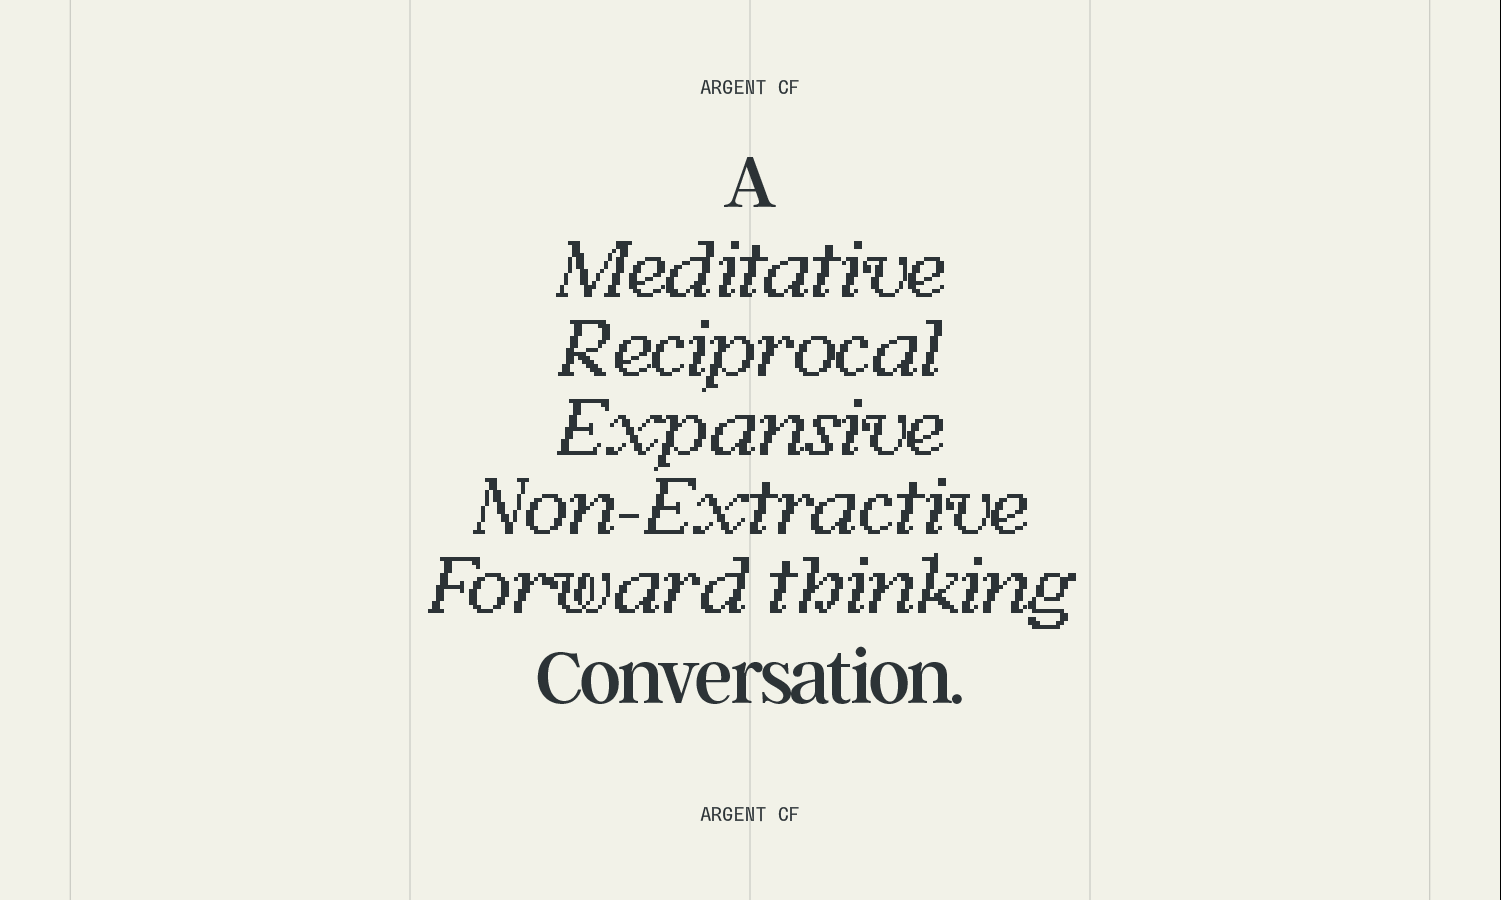 ARGENT CF
A
Meditative
Reciprocal
Expansive
Non-Extractive
Forward thinking
Conversation.
ARGENT CF